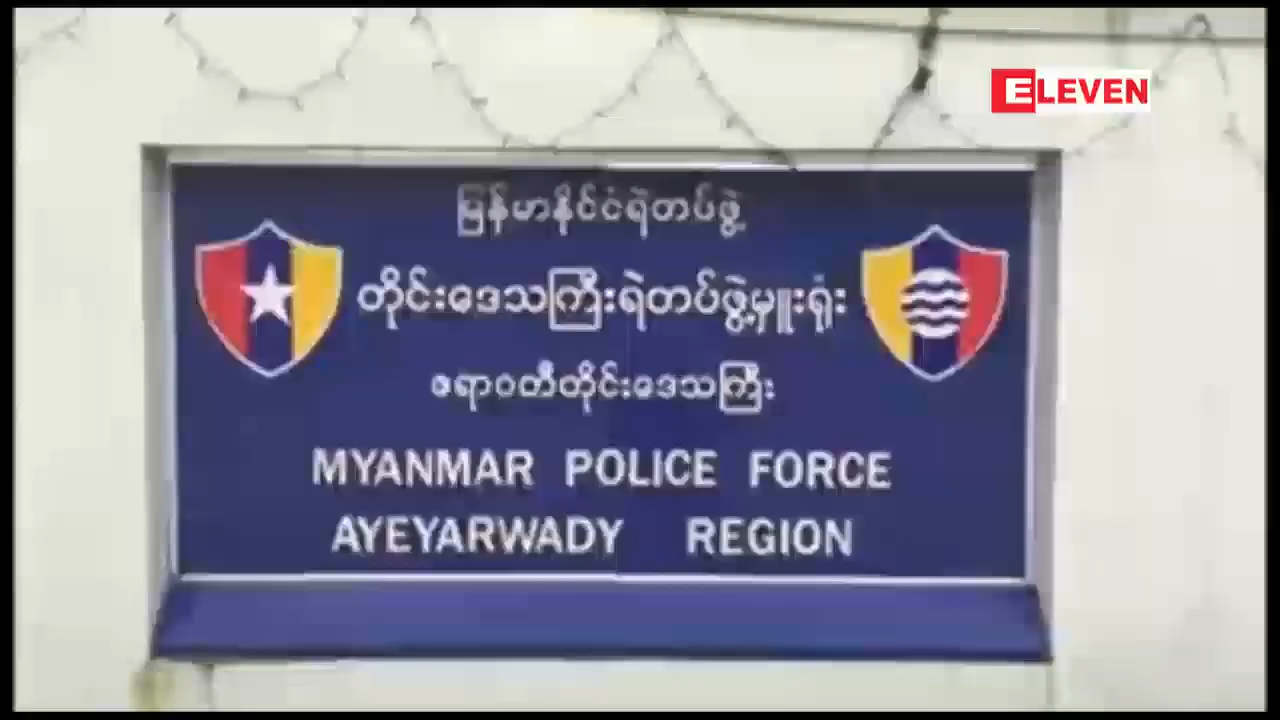 ELEVEN
မြန်မာနိုင်ငံရဲတပ်ဖွဲ့
တိုင်းဒေသကြီးရဲတပ်ဖွဲ့မှူးရုံး
ဧရာဝတီတိုင်းဒေသကြီး
MYANMAR POLICE FORCE
AYEYARWADY REGION